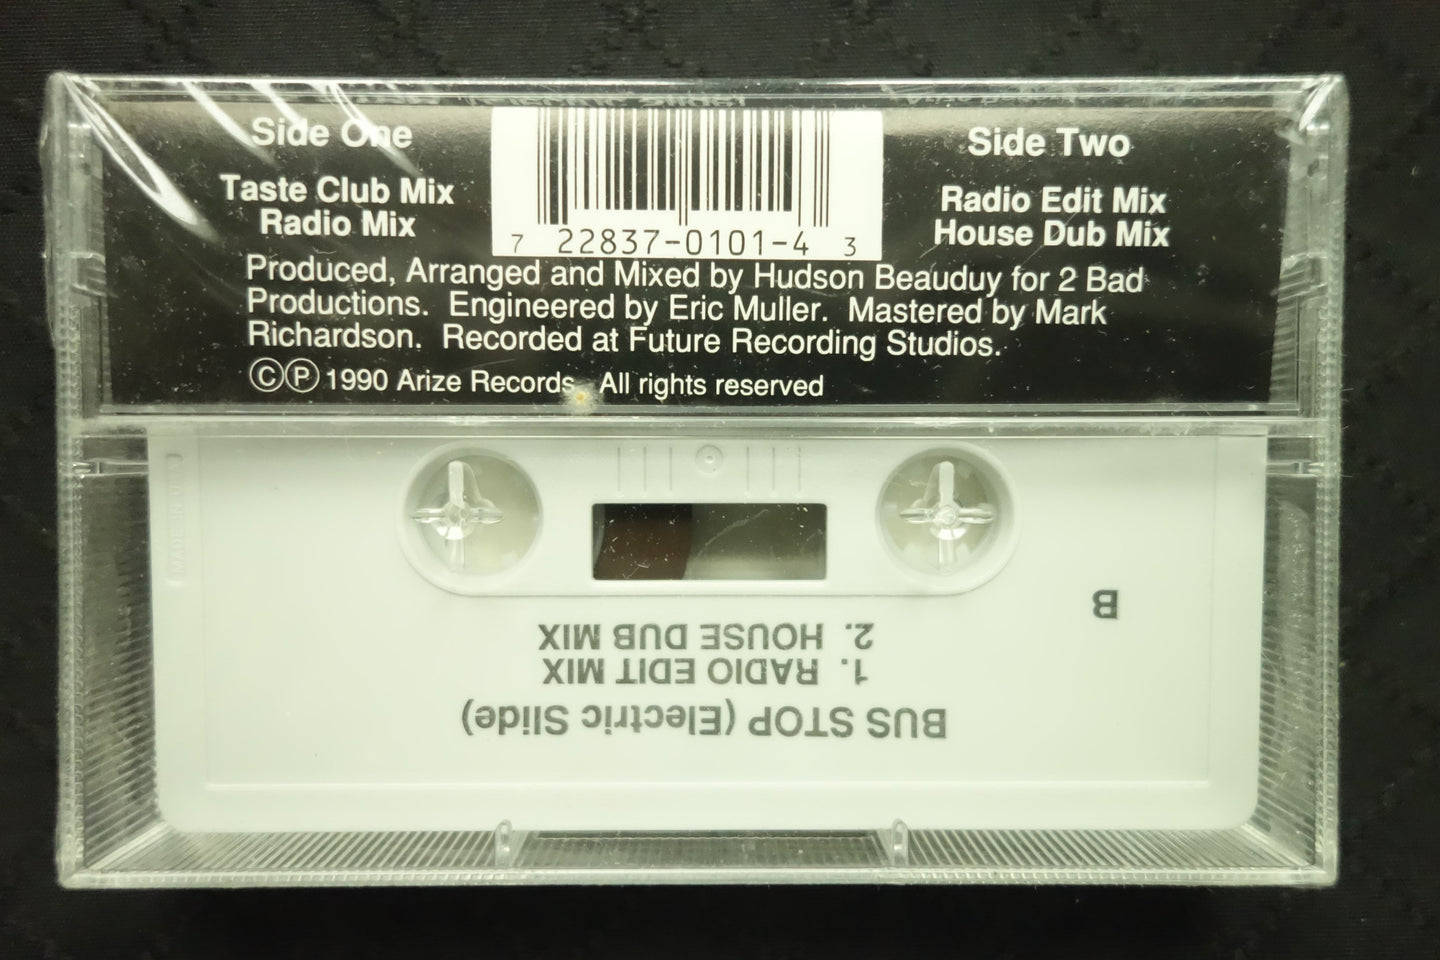 Side One
Taste Club Mix
Radio Mix
7 22837-0101-4 3
Side Two
Radio Edit Mix
House Dub Mix
Produced, Arranged and Mixed by Hudson Beauduy for 2 Bad
Productions. Engineered by Eric Muller. Mastered by Mark
Richardson. Recorded at Future Recording Studios.
©℗ 1990 Arize Records. All rights reserved
MADE IN U.S.A.
B
BUS STOP (Electric Slide)
1. RADIO EDIT MIX
2. HOUSE DUB MIX